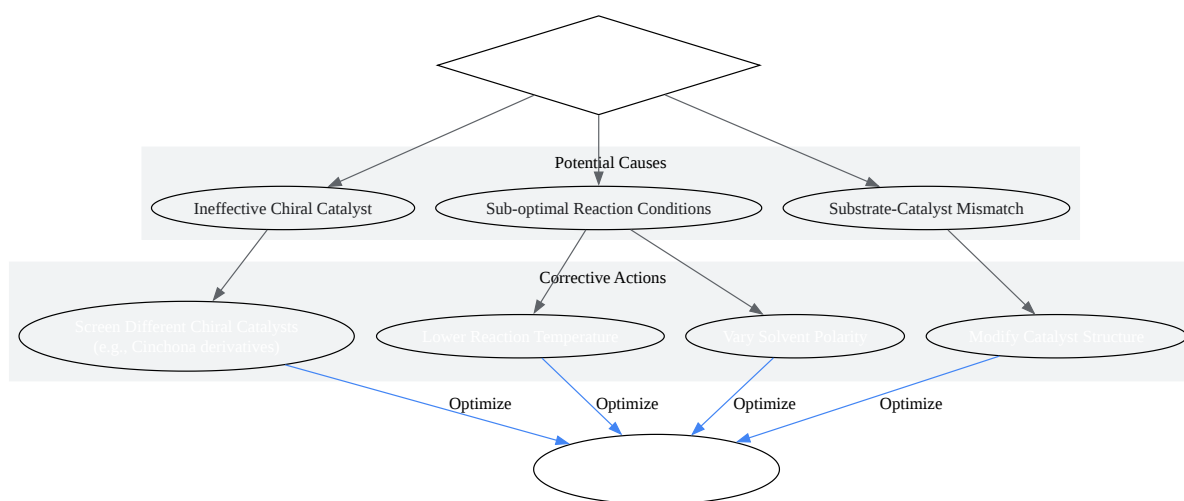 Potential Causes
Ineffective Chiral Catalyst
Sub-optimal Reaction Conditions
Substrate-Catalyst Mismatch
Corrective Actions
Screen Different Chiral Catalysts
(e.g., Cinchona derivatives)
Lower Reaction Temperature
Vary Solvent Polarity
Modify Catalyst Structure
Optimize
Optimize
Optimize
Optimize